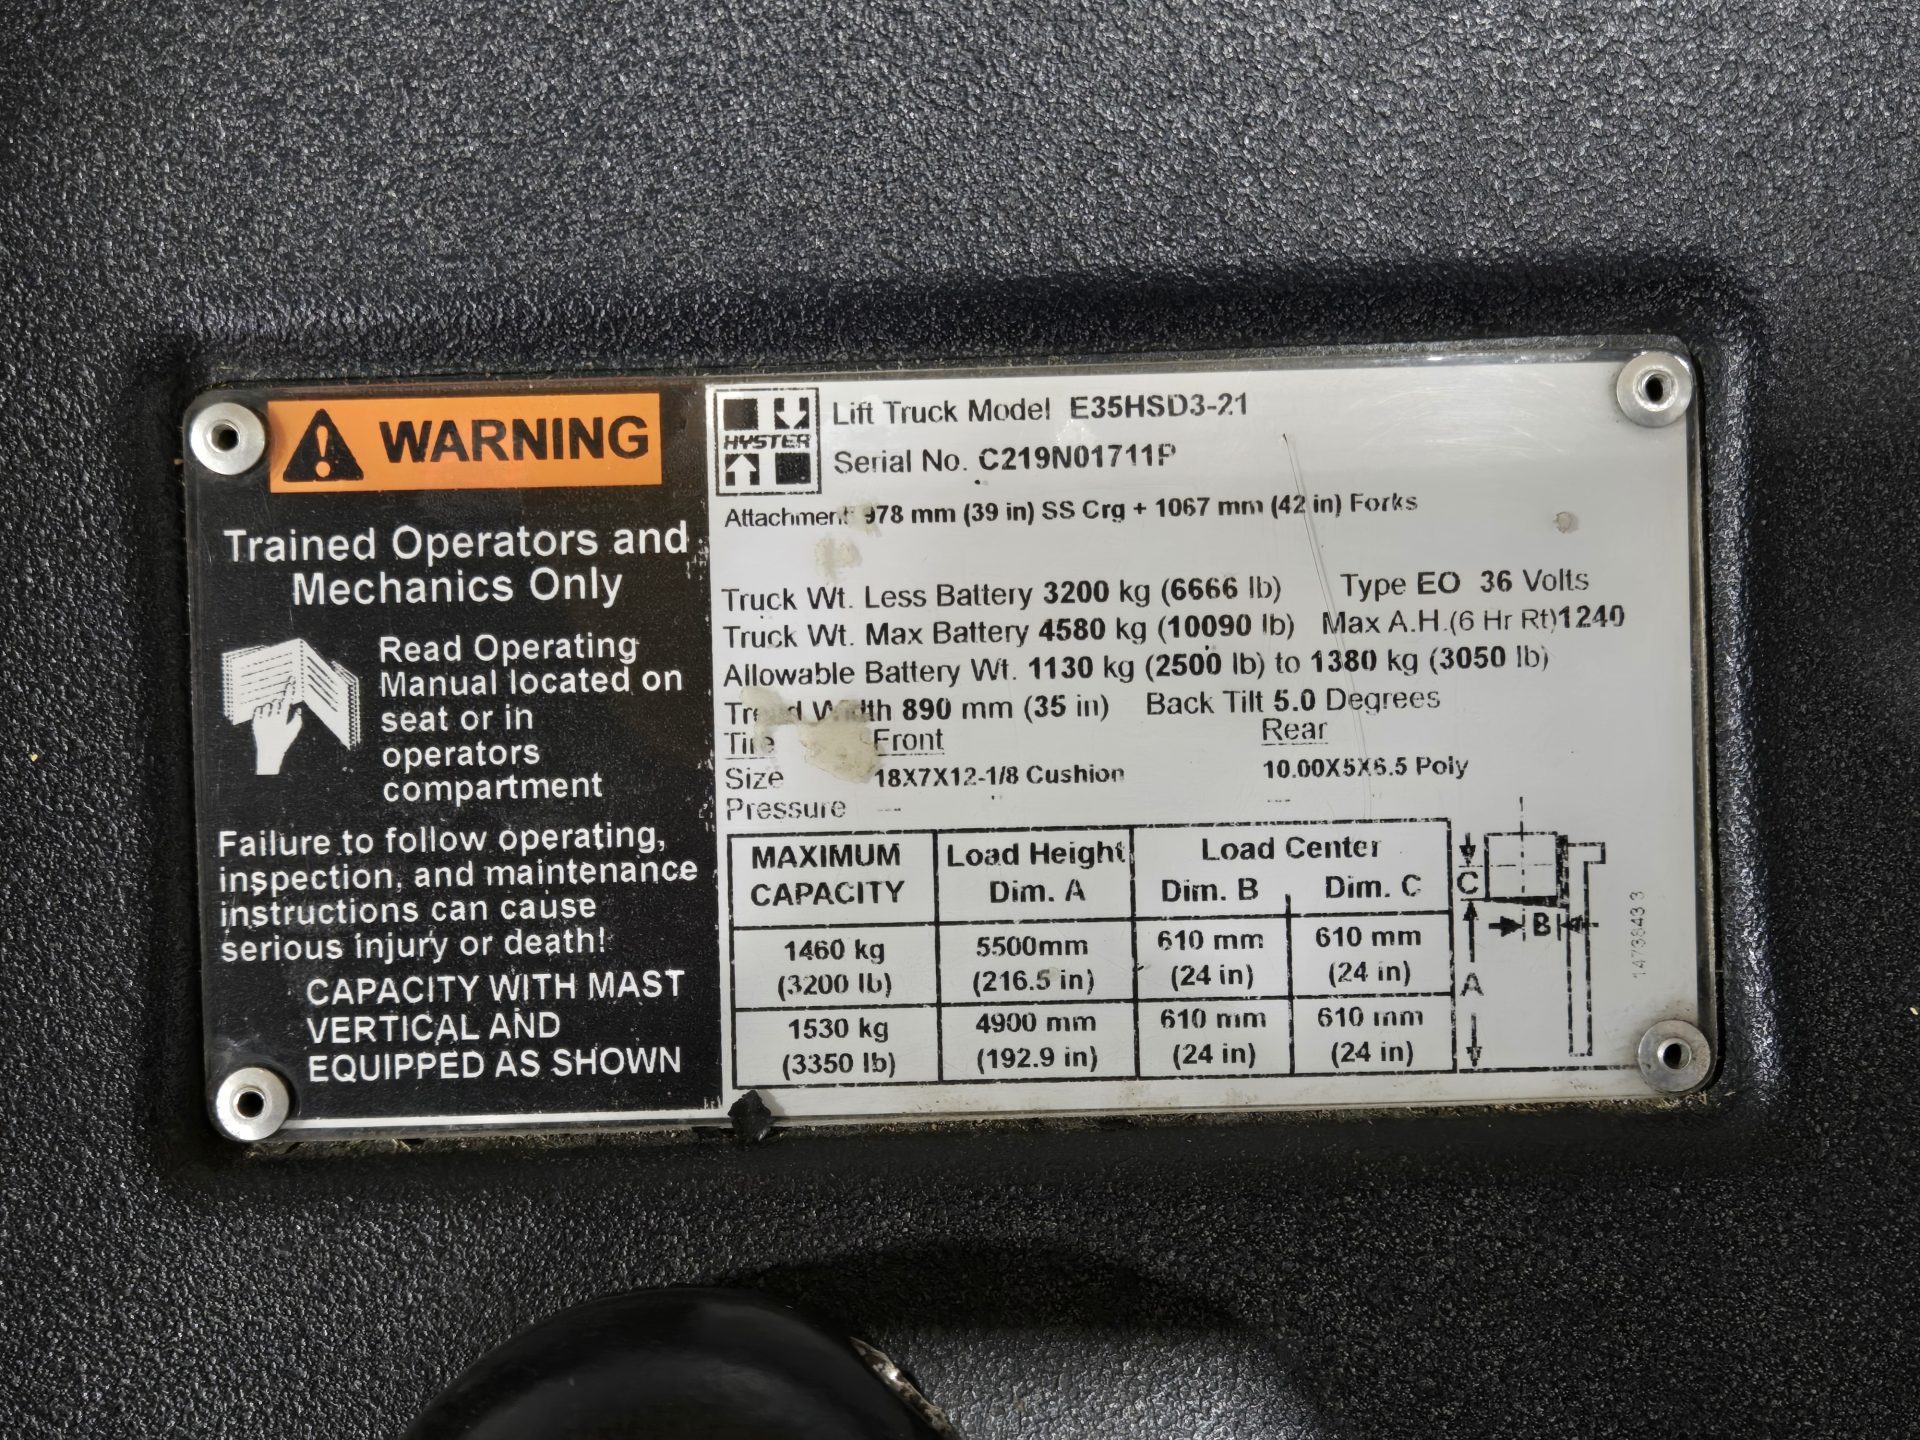 WARNING
Trained Operators and
Mechanics Only
Read Operating
Manual located on
seat or in
operators
compartment
Failure to follow operating,
inspection, and maintenance
instructions can cause
serious injury or death!
CAPACITY WITH MAST
VERTICAL AND
EQUIPPED AS SHOWN
HYSTER
Lift Truck Model E35HSD3-21
Serial No. C219N01711P
Attachment 978 mm (39 in) SS Crg + 1067 mm (42 in) Forks
Truck Wt. Less Battery 3200 kg (6666 lb) Type EO 36 Volts
Truck Wt. Max Battery 4580 kg (10090 lb) Max A.H.(6 Hr Rt)1240
Allowable Battery Wt. 1130 kg (2500 lb) to 1380 kg (3050 lb)
Tread Width 890 mm (35 in) Back Tilt 5.0 Degrees
Tire Front Rear
Size 18X7X12-1/8 Cushion 10.00X5X6.5 Poly
Pressure --- ---
MAXIMUM Load Height Load Center
CAPACITY Dim. A Dim. B Dim. C
1460 kg 5500mm 610 mm 610 mm
(3200 lb) (216.5 in) (24 in) (24 in)
1530 kg 4900 mm 610 mm 610 mm
(3350 lb) (192.9 in) (24 in) (24 in)
C
B
A